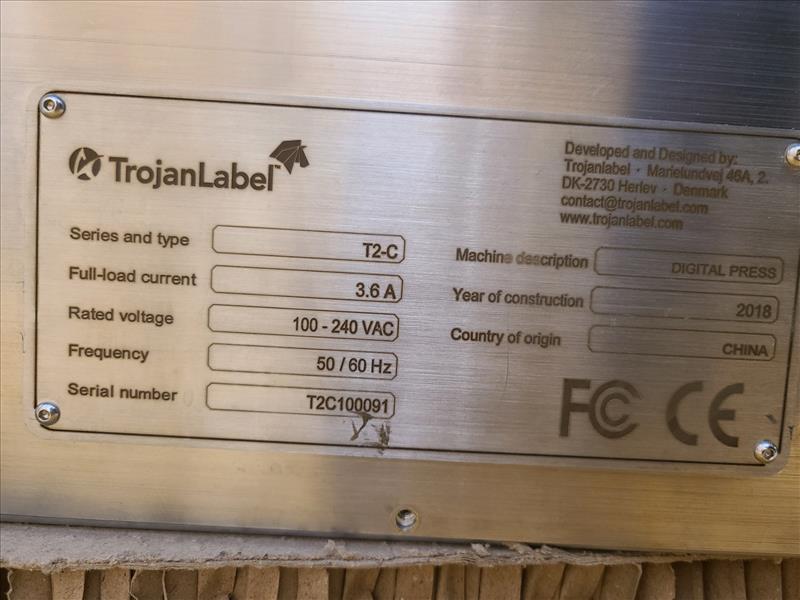 TrojanLabel™
Developed and Designed by:
Trojanlabel · Marielundvej 46A, 2.
DK-2730 Herlev · Denmark
contact@trojanlabel.com
www.trojanlabel.com
Series and type T2-C
Full-load current 3.6 A
Rated voltage 100 - 240 VAC
Frequency 50 / 60 Hz
Serial number T2C100091
Machine description DIGITAL PRESS
Year of construction 2018
Country of origin CHINA
FC CE